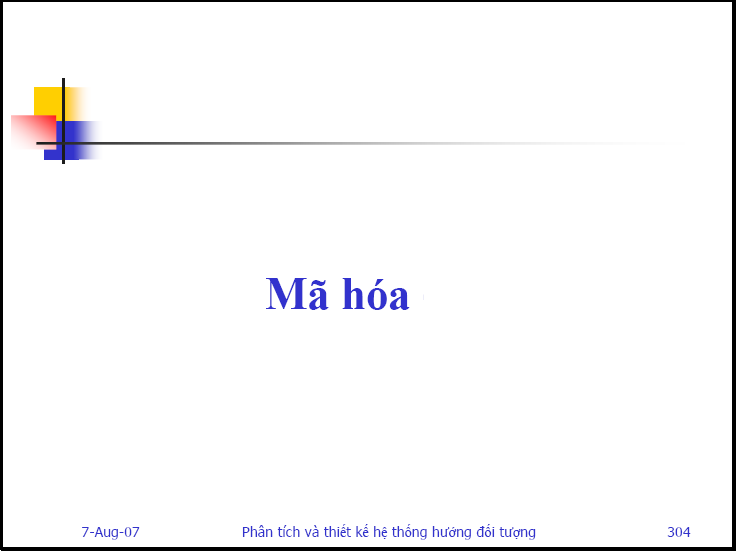 Mã hóa
7-Aug-07
Phân tích và thiết kế hệ thống hướng đối tượng
304